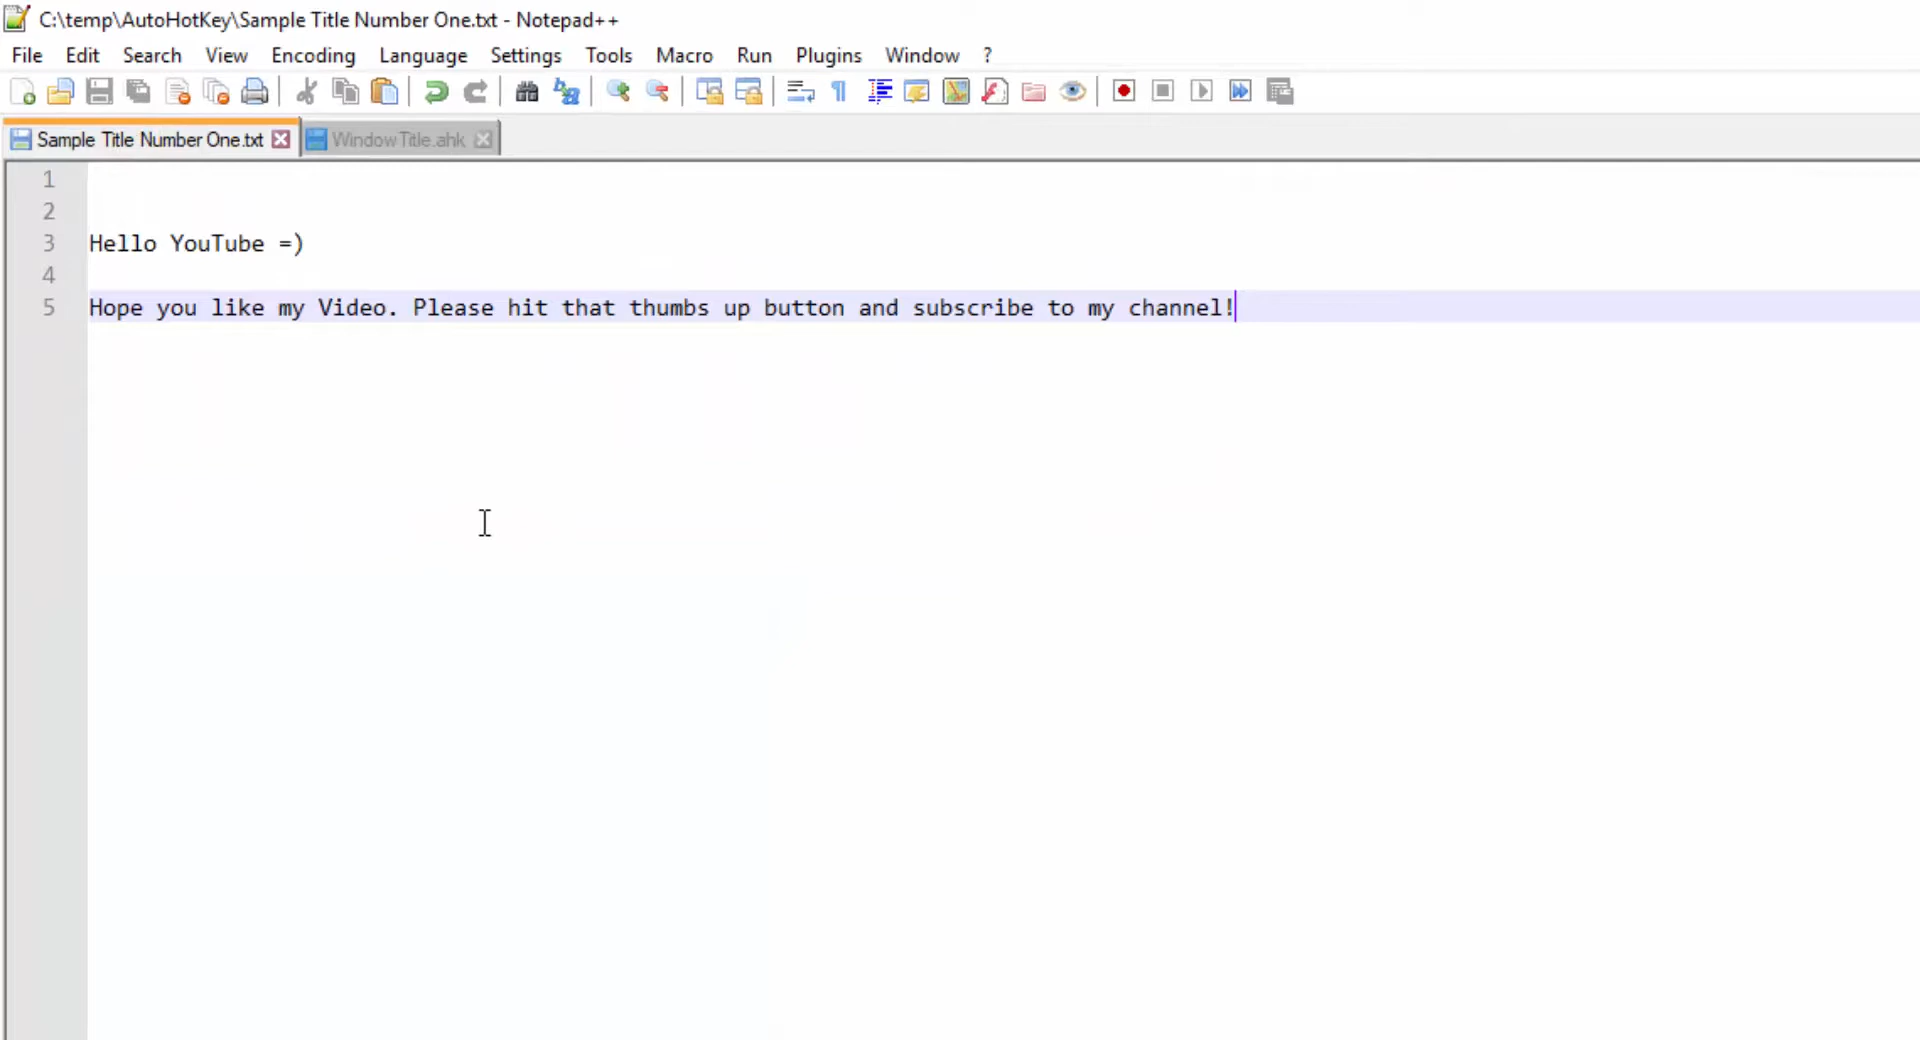 C:\temp\AutoHotKey\Sample Title Number One.txt - Notepad++
File Edit Search View Encoding Language Settings Tools Macro Run Plugins Window ?
Sample Title Number One.txt WindowTitle.ahk
1
2
3 Hello YouTube =)
4
5 Hope you like my Video. Please hit that thumbs up button and subscribe to my channel!